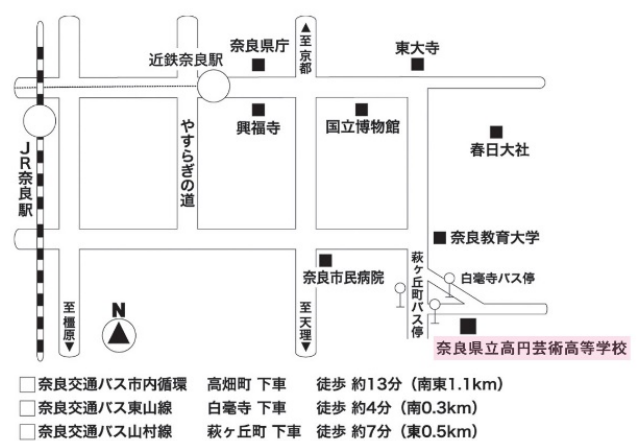 奈良県庁
▲至京都
東大寺
近鉄奈良駅
興福寺
国立博物館
春日大社
JR奈良駅
やすらぎの道
奈良教育大学
奈良市民病院
萩ヶ丘町バス停
白毫寺バス停
至橿原▼
N
至天理▼
奈良県立高円芸術高等学校
奈良交通バス市内循環 高畑町 下車 徒歩 約13分（南東1.1km）
奈良交通バス東山線 白毫寺 下車 徒歩 約4分（南0.3km）
奈良交通バス山村線 萩ヶ丘町 下車 徒歩 約7分（東0.5km）